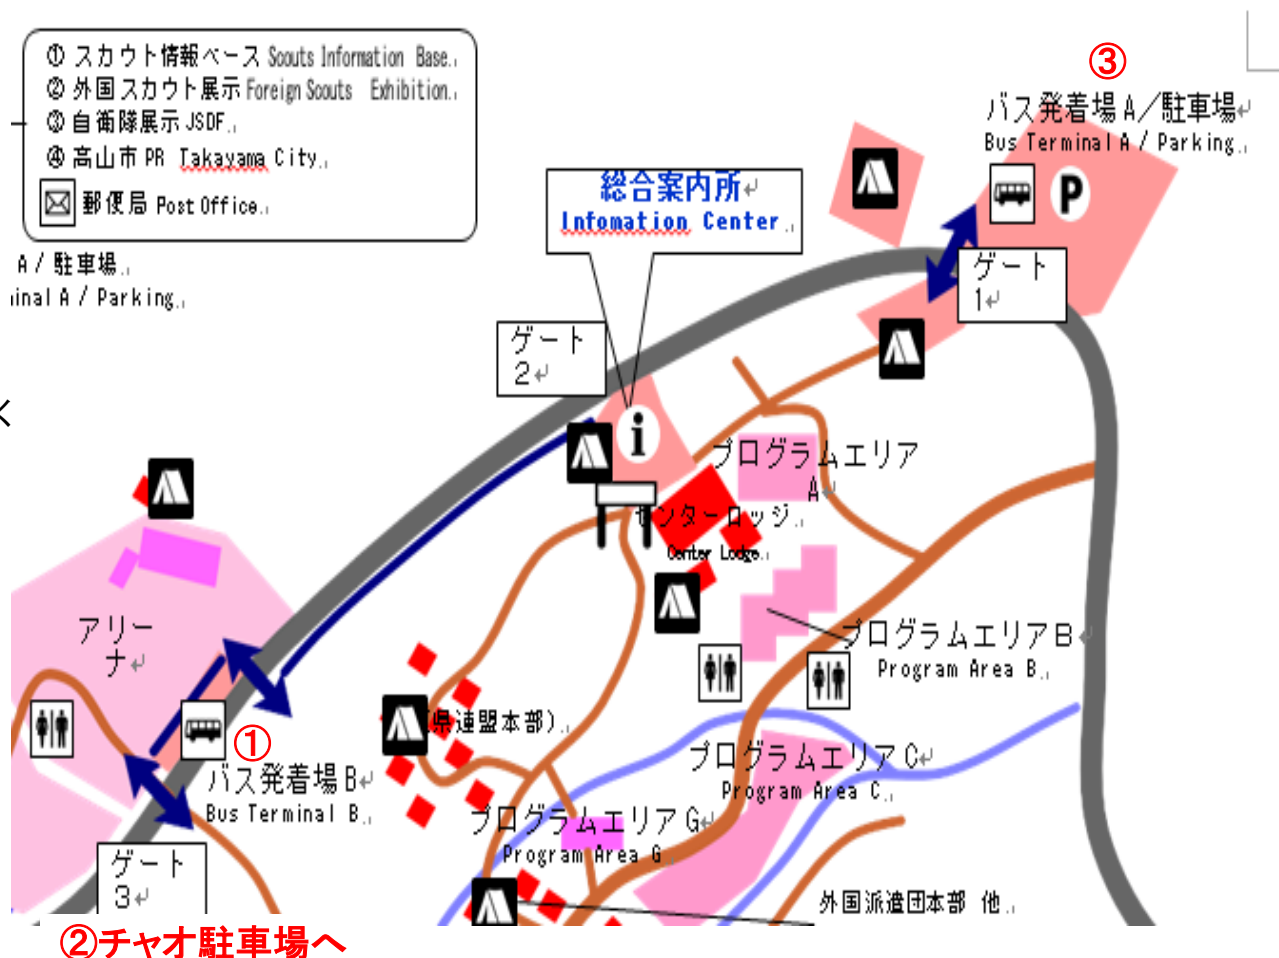 ① スカウト情報ベース Scouts Information Base.
② 外国スカウト展示 Foreign Soouts Exhibition.
③ 自衛隊展示 JSDF.
④ 高山市 PR Takayama City.
郵便局 Post Office.
A / 駐車場.
inal A / Parking.
③
バス発着場 A／駐車場
Bus Terminal A / Parking.
P
総合案内所
Infomation Center.
ゲート
1
ゲート
2
i
プログラムエリア
A
センターロッジ.
Center Lodge.
アリー
ナ
プログラムエリア B
Program Area B.
(県連盟本部).
①
バス発着場 B
Bus Terminal B.
プログラムエリア C
Program Area C.
プログラムエリア G
Program Area G
ゲート
3
外国派遣団本部 他.
②チャオ駐車場へ